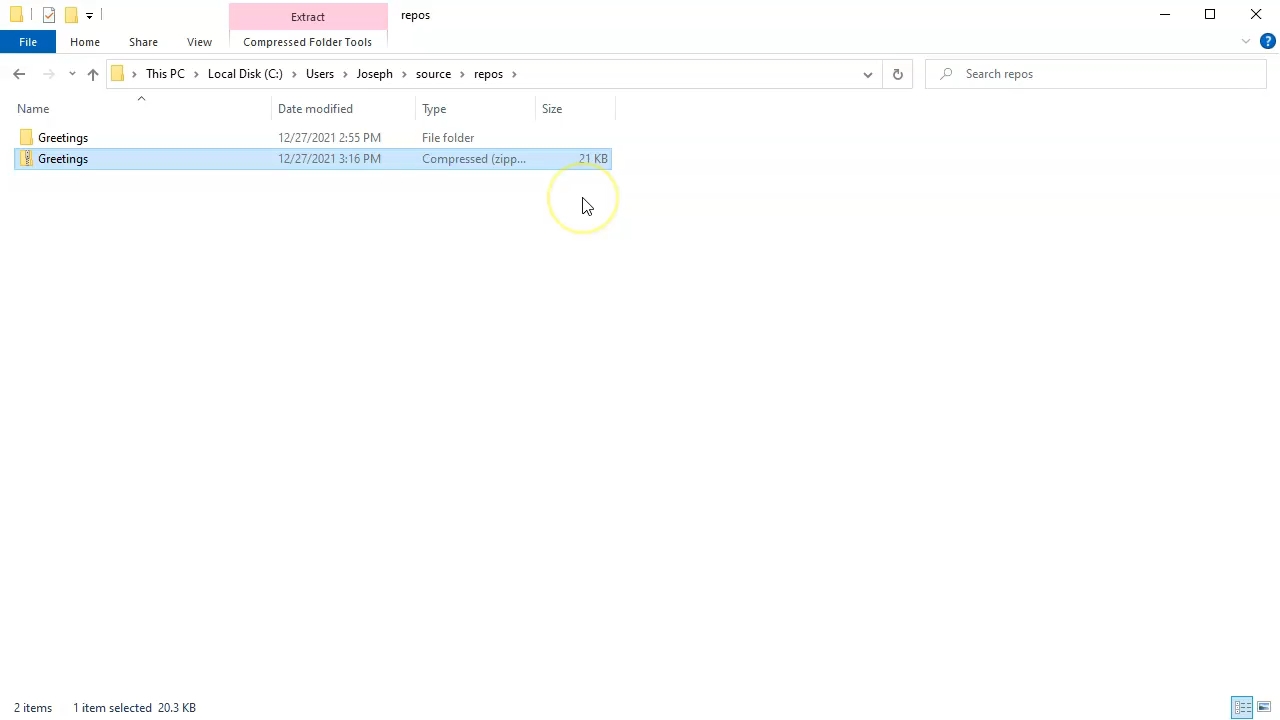 Extract
repos
File
Home
Share
View
Compressed Folder Tools
?
This PC
Local Disk (C:)
Users
Joseph
source
repos
Search repos
Name
Date modified
Type
Size
Greetings
12/27/2021 2:55 PM
File folder
Greetings
12/27/2021 3:16 PM
Compressed (zipp...
21 KB
2 items
1 item selected
20.3 KB